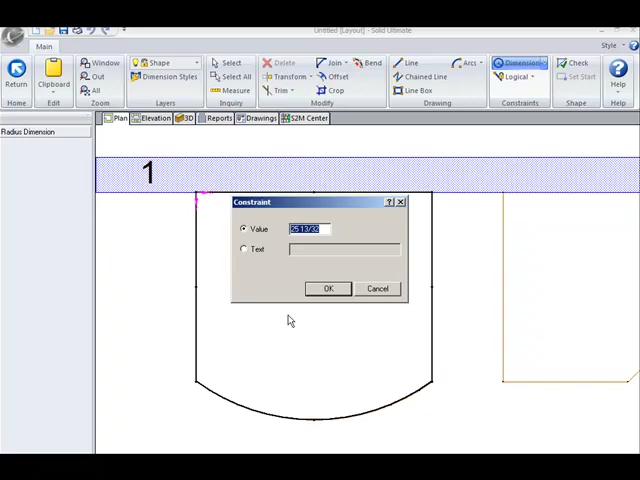 Untitled [Layout] - Solid Ultimate
Main
Style
Return
Clipboard
Window
Out
All
Shape
Dimension Styles
Select
Select All
Measure
Delete
Transform
Trim
Join
Offset
Crop
Bend
Line
Chained Line
Line Box
Arcs
Dimension
Logical
Check
Set Start
Help
Home
Edit
Zoom
Layers
Inquiry
Modify
Drawing
Constraints
Shape
Help
Plan
Elevation
3D
Reports
Drawings
S2M Center
Radius Dimension
1
Constraint
Value
25 13/32
Text
OK
Cancel